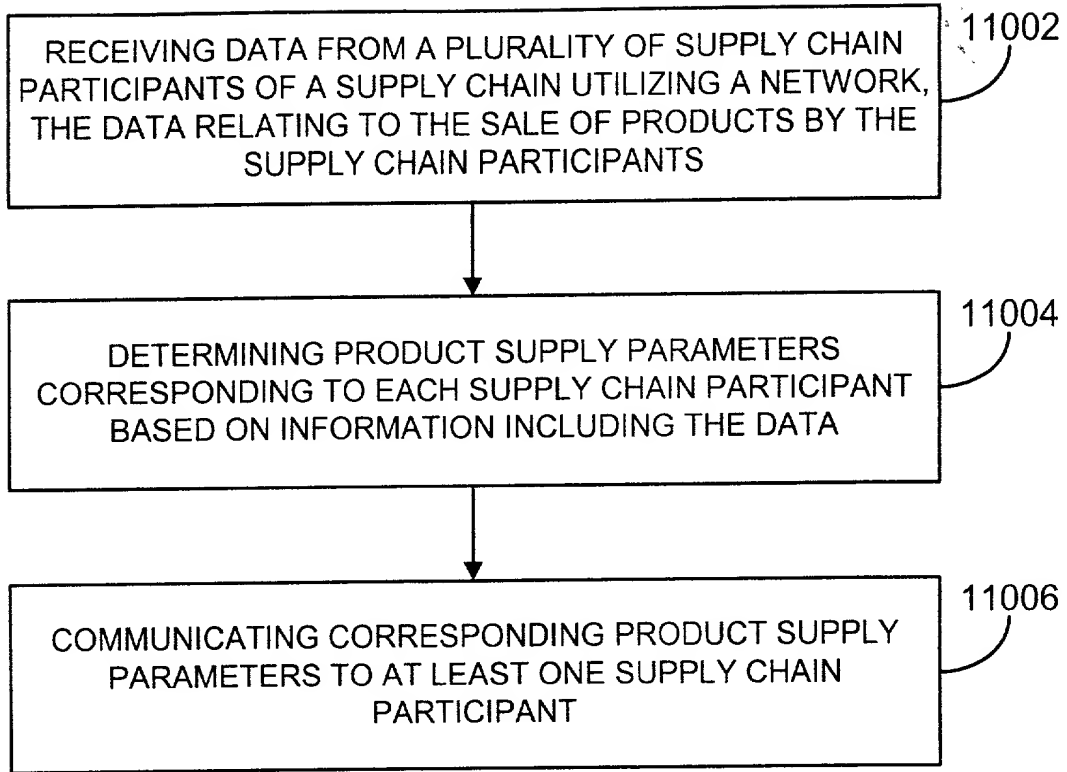 RECEIVING DATA FROM A PLURALITY OF SUPPLY CHAIN
PARTICIPANTS OF A SUPPLY CHAIN UTILIZING A NETWORK,
THE DATA RELATING TO THE SALE OF PRODUCTS BY THE
SUPPLY CHAIN PARTICIPANTS
11002
DETERMINING PRODUCT SUPPLY PARAMETERS
CORRESPONDING TO EACH SUPPLY CHAIN PARTICIPANT
BASED ON INFORMATION INCLUDING THE DATA
11004
COMMUNICATING CORRESPONDING PRODUCT SUPPLY
PARAMETERS TO AT LEAST ONE SUPPLY CHAIN
PARTICIPANT
11006